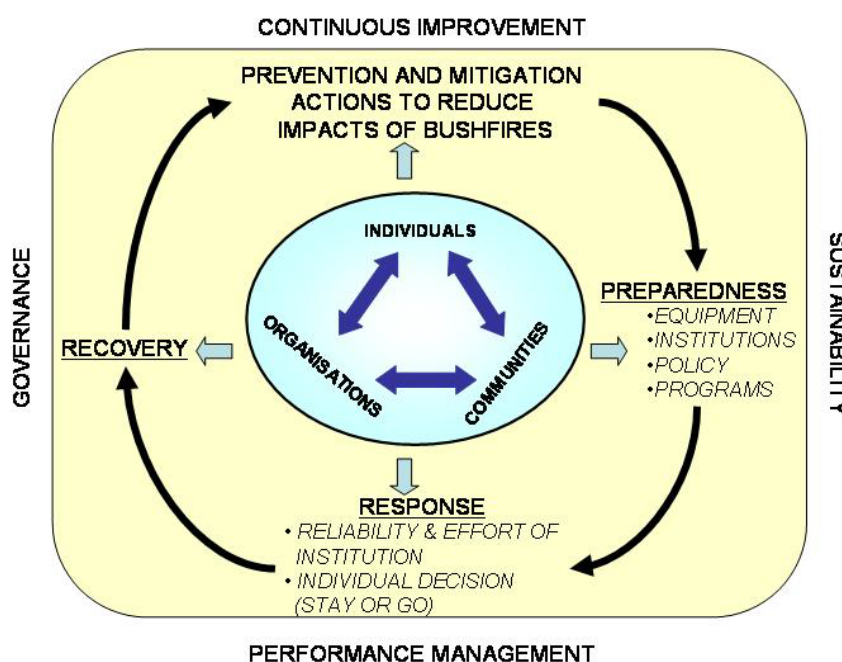 CONTINUOUS IMPROVEMENT
PREVENTION AND MITIGATION
ACTIONS TO REDUCE
IMPACTS OF BUSHFIRES
INDIVIDUALS
ORGANISATIONS
COMMUNITIES
GOVERNANCE
RECOVERY
PREPAREDNESS
•EQUIPMENT
•INSTITUTIONS
•POLICY
•PROGRAMS
SUSTAINABILITY
RESPONSE
• RELIABILITY & EFFORT OF
INSTITUTION
• INDIVIDUAL DECISION
(STAY OR GO)
PERFORMANCE MANAGEMENT